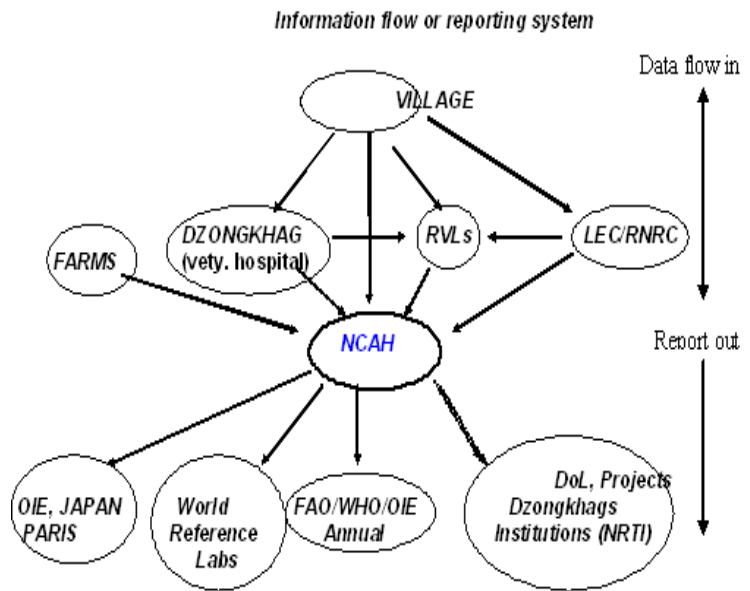 Information flow or reporting system
Data flow in
VILLAGE
DZONGKHAG
(vety. hospital)
RVLs
LEC/RNRC
FARMS
NCAH
Report out
OIE, JAPAN
PARIS
World
Reference
Labs
FAO/WHO/OIE
Annual
DoL, Projects
Dzongkhags
Institutions (NRTI)